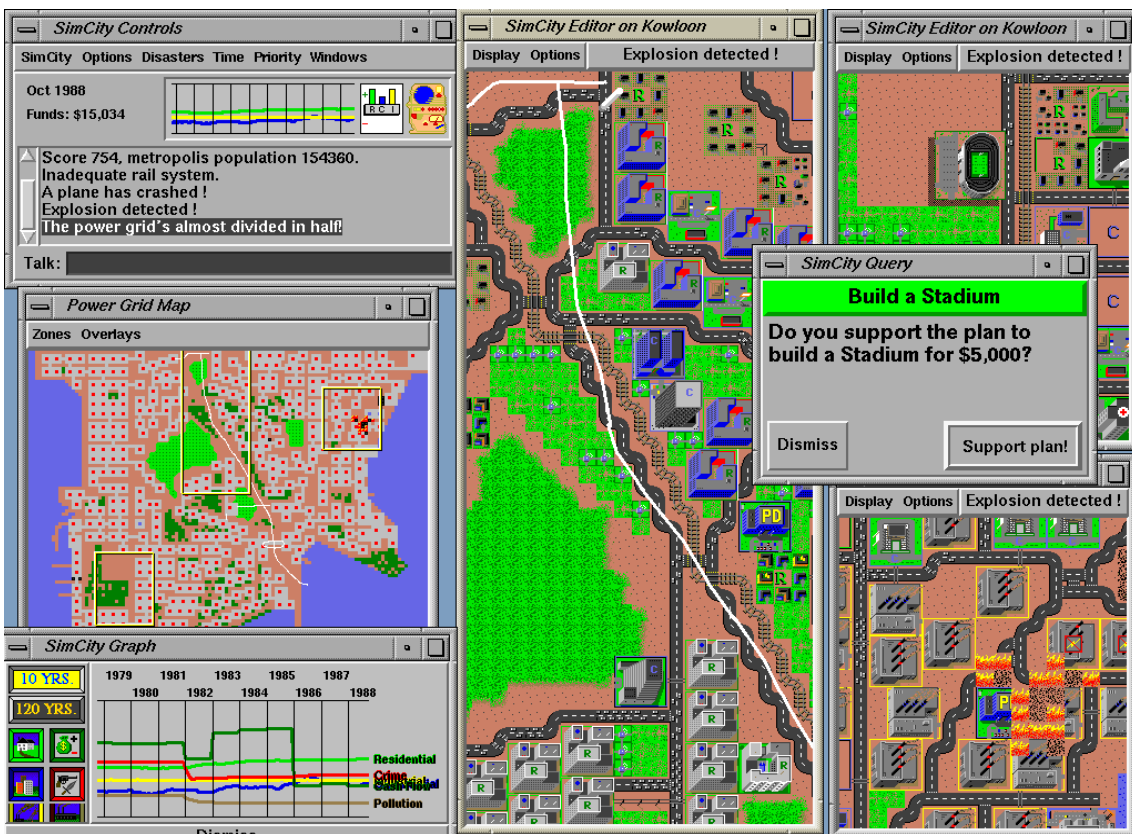 SimCity Controls
SimCity Options Disasters Time Priority Windows
Oct 1988
Funds: $15,034
R C I
Score 754, metropolis population 154360.
Inadequate rail system.
A plane has crashed !
Explosion detected !
The power grid's almost divided in half!
Talk:
Power Grid Map
Zones Overlays
SimCity Graph
10 YRS.
120 YRS.
1979 1981 1983 1985 1987
1980 1982 1984 1986 1988
Residential
Crime
Cash Flow
Pollution
SimCity Editor on Kowloon
Display Options Explosion detected !
R
R
R
C
C
PD
C
R
R
R
R
R
R
R
R
SimCity Editor on Kowloon
Display Options Explosion detected !
R
R
C
C
SimCity Query
Build a Stadium
Do you support the plan to
build a Stadium for $5,000?
Dismiss
Support plan!
Display Options Explosion detected !